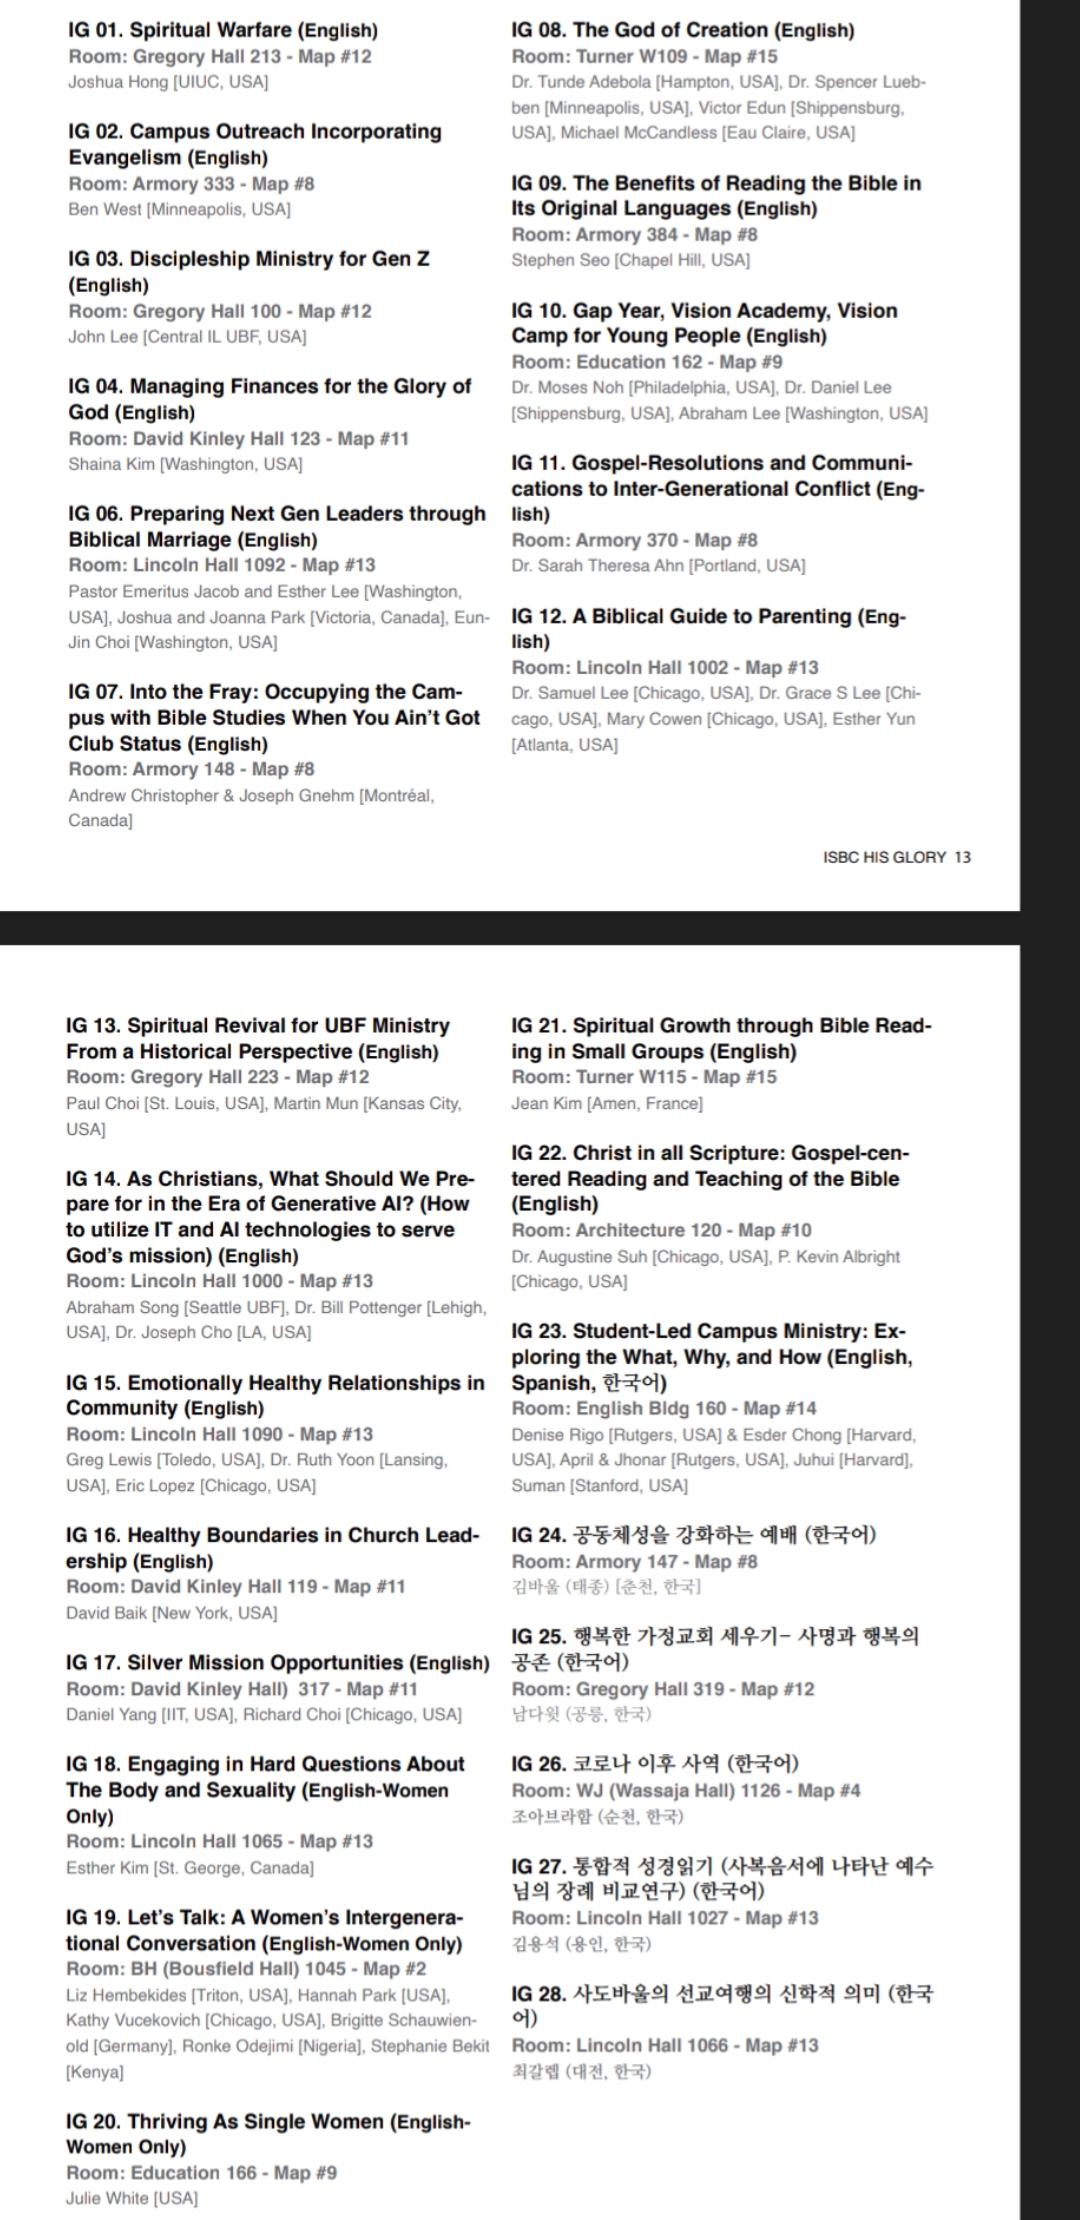 IG 01. Spiritual Warfare (English)
Room: Gregory Hall 213 - Map #12
Joshua Hong [UIUC, USA]
IG 02. Campus Outreach Incorporating
Evangelism (English)
Room: Armory 333 - Map #8
Ben West [Minneapolis, USA]
IG 03. Discipleship Ministry for Gen Z
(English)
Room: Gregory Hall 100 - Map #12
John Lee [Central IL UBF, USA]
IG 04. Managing Finances for the Glory of
God (English)
Room: David Kinley Hall 123 - Map #11
Shaina Kim [Washington, USA]
IG 06. Preparing Next Gen Leaders through
Biblical Marriage (English)
Room: Lincoln Hall 1092 - Map #13
Pastor Emeritus Jacob and Esther Lee [Washington,
USA], Joshua and Joanna Park [Victoria, Canada], Eun-
Jin Choi [Washington, USA]
IG 07. Into the Fray: Occupying the Cam-
pus with Bible Studies When You Ain't Got
Club Status (English)
Room: Armory 148 - Map #8
Andrew Christopher & Joseph Gnehm [Montréal,
Canada]
IG 08. The God of Creation (English)
Room: Turner W109 - Map #15
Dr. Tunde Adebola [Hampton, USA], Dr. Spencer Lueb-
ben [Minneapolis, USA], Victor Edun [Shippensburg,
USA], Michael McCandless [Eau Claire, USA]
IG 09. The Benefits of Reading the Bible in
Its Original Languages (English)
Room: Armory 384 - Map #8
Stephen Seo [Chapel Hill, USA]
IG 10. Gap Year, Vision Academy, Vision
Camp for Young People (English)
Room: Education 162 - Map #9
Dr. Moses Noh [Philadelphia, USA], Dr. Daniel Lee
[Shippensburg, USA], Abraham Lee [Washington, USA]
IG 11. Gospel-Resolutions and Communi-
cations to Inter-Generational Conflict (Eng-
lish)
Room: Armory 370 - Map #8
Dr. Sarah Theresa Ahn [Portland, USA]
IG 12. A Biblical Guide to Parenting (Eng-
lish)
Room: Lincoln Hall 1002 - Map #13
Dr. Samuel Lee [Chicago, USA], Dr. Grace S Lee [Chi-
cago, USA], Mary Cowen [Chicago, USA], Esther Yun
[Atlanta, USA]
ISBC HIS GLORY 13
IG 13. Spiritual Revival for UBF Ministry
From a Historical Perspective (English)
Room: Gregory Hall 223 - Map #12
Paul Choi [St. Louis, USA], Martin Mun [Kansas City,
USA]
IG 14. As Christians, What Should We Pre-
pare for in the Era of Generative AI? (How
to utilize IT and AI technologies to serve
God's mission) (English)
Room: Lincoln Hall 1000 - Map #13
Abraham Song [Seattle UBF], Dr. Bill Pottenger [Lehigh,
USA], Dr. Joseph Cho [LA, USA]
IG 15. Emotionally Healthy Relationships in
Community (English)
Room: Lincoln Hall 1090 - Map #13
Greg Lewis [Toledo, USA], Dr. Ruth Yoon [Lansing,
USA], Eric Lopez [Chicago, USA]
IG 16. Healthy Boundaries in Church Lead-
ership (English)
Room: David Kinley Hall 119 - Map #11
David Baik [New York, USA]
IG 17. Silver Mission Opportunities (English)
Room: David Kinley Hall) 317 - Map #11
Daniel Yang [IIT, USA], Richard Choi [Chicago, USA]
IG 18. Engaging in Hard Questions About
The Body and Sexuality (English-Women
Only)
Room: Lincoln Hall 1065 - Map #13
Esther Kim [St. George, Canada]
IG 19. Let's Talk: A Women's Intergenera-
tional Conversation (English-Women Only)
Room: BH (Bousfield Hall) 1045 - Map #2
Liz Hembekides [Triton, USA], Hannah Park [USA],
Kathy Vucekovich [Chicago, USA], Brigitte Schauwien-
old [Germany], Ronke Odejimi [Nigeria], Stephanie Bekit
[Kenya]
IG 20. Thriving As Single Women (English-
Women Only)
Room: Education 166 - Map #9
Julie White [USA]
IG 21. Spiritual Growth through Bible Read-
ing in Small Groups (English)
Room: Turner W115 - Map #15
Jean Kim [Amen, France]
IG 22. Christ in all Scripture: Gospel-cen-
tered Reading and Teaching of the Bible
(English)
Room: Architecture 120 - Map #10
Dr. Augustine Suh [Chicago, USA], P. Kevin Albright
[Chicago, USA]
IG 23. Student-Led Campus Ministry: Ex-
ploring the What, Why, and How (English,
Spanish, 한국어)
Room: English Bldg 160 - Map #14
Denise Rigo [Rutgers, USA] & Esder Chong [Harvard,
USA], April & Jhonar [Rutgers, USA], Juhui [Harvard],
Suman [Stanford, USA]
IG 24. 공동체성을 강화하는 예배 (한국어)
Room: Armory 147 - Map #8
김바울 (태종) [춘천, 한국]
IG 25. 행복한 가정교회 세우기- 사명과 행복의
공존 (한국어)
Room: Gregory Hall 319 - Map #12
남다윗 (공릉, 한국)
IG 26. 코로나 이후 사역 (한국어)
Room: WJ (Wassaja Hall) 1126 - Map #4
조아브라함 (순천, 한국)
IG 27. 통합적 성경읽기 (사복음서에 나타난 예수
님의 장례 비교연구) (한국어)
Room: Lincoln Hall 1027 - Map #13
김용석 (용인, 한국)
IG 28. 사도바울의 선교여행의 신학적 의미 (한국
어)
Room: Lincoln Hall 1066 - Map #13
최갈렙 (대전, 한국)